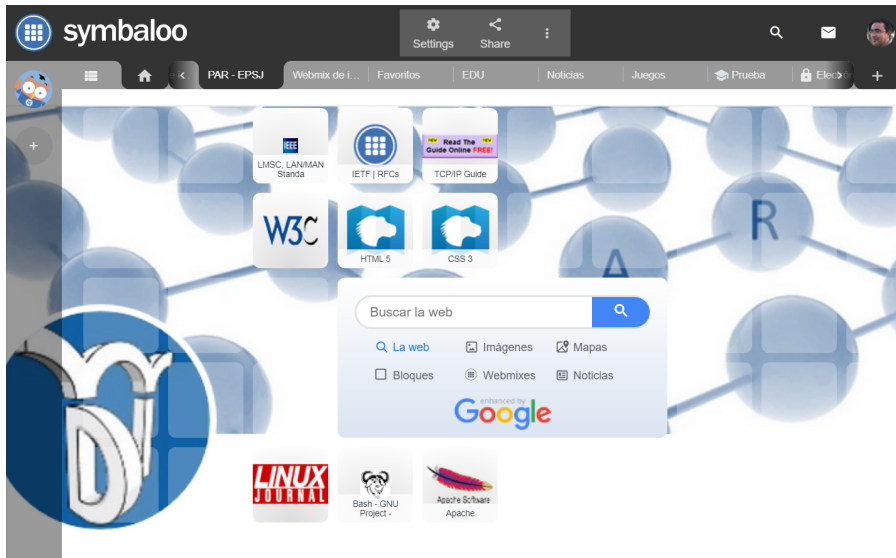 symbaloo
Settings
Share
PAR - EPSJ
Webmix de i...
Favoritos
EDU
Noticias
Juegos
Prueba
IEEE
LMSC, LAN/MAN
Standa
IETF | RFCs
NEW Read The NEW
Guide Online FREE!
TCP/IP Guide
W3C
HTML 5
CSS 3
A
R
Buscar la web
La web
Imágenes
Mapas
Bloques
Webmixes
Noticias
enhanced by
Google
LINUX
JOURNAL
Bash - GNU
Project -
Apache Software
Apache